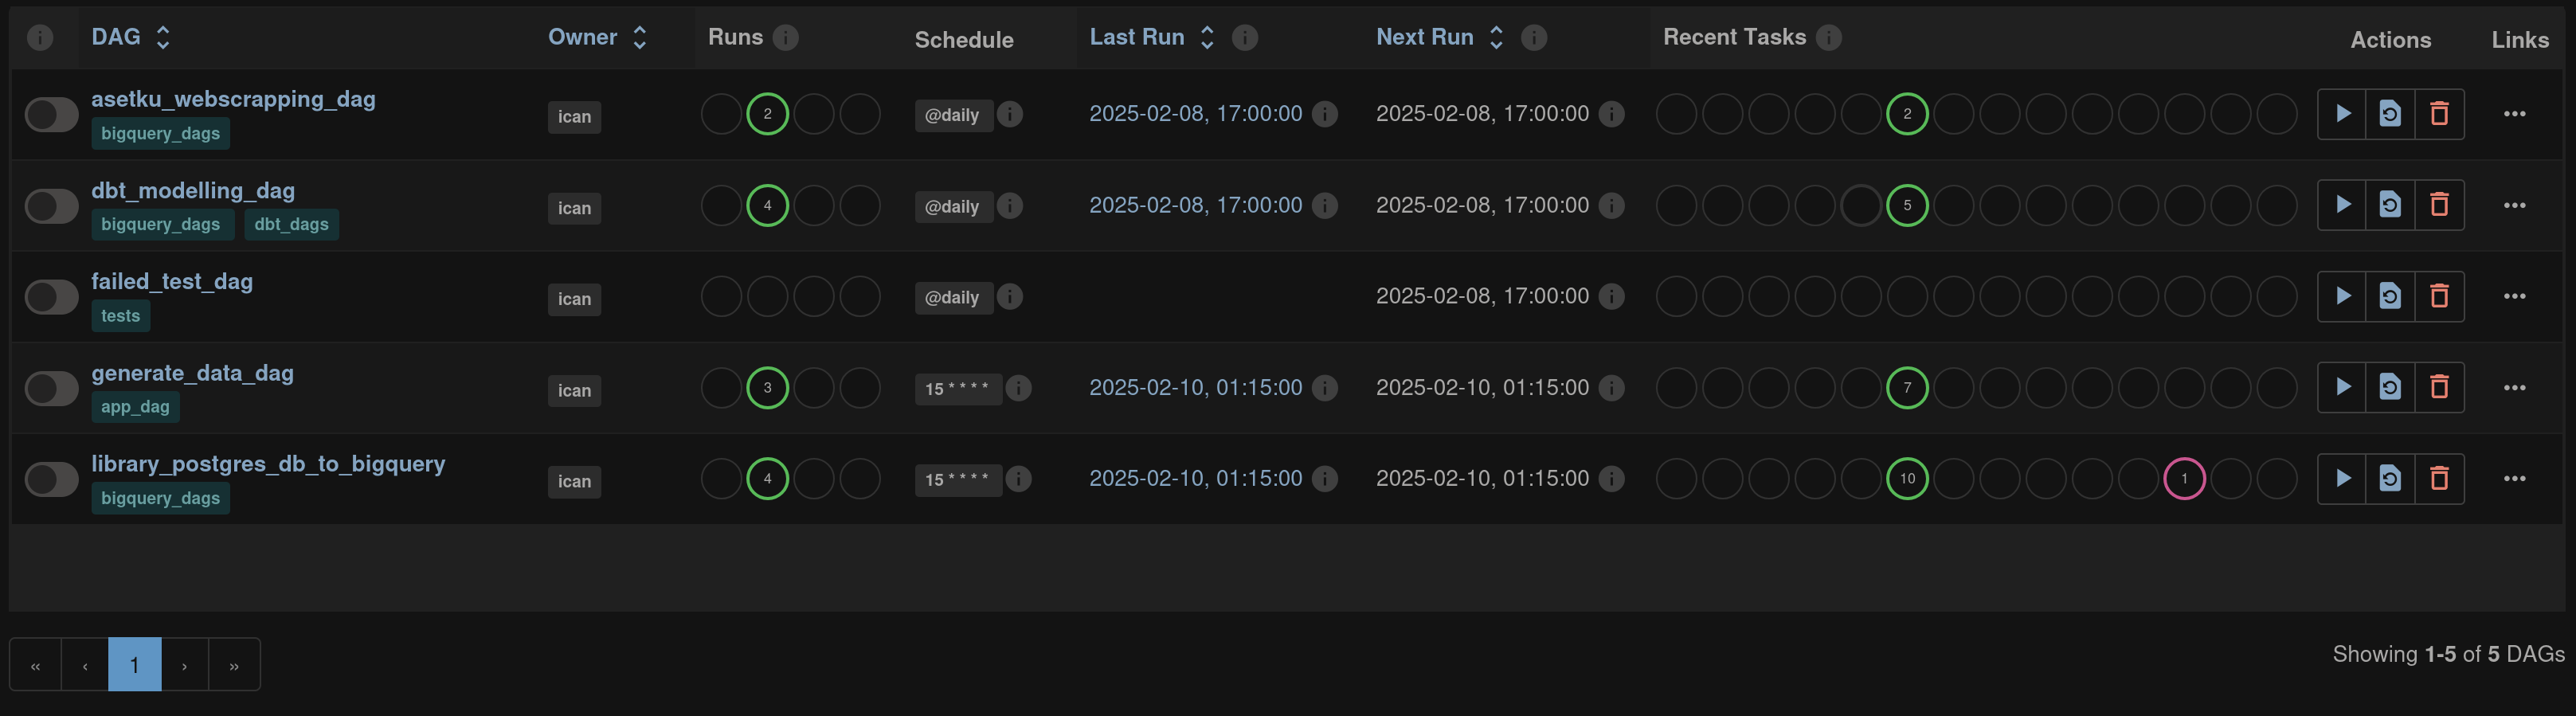 DAG Owner Runs Schedule Last Run Next Run Recent Tasks Actions Links
asetku_webscrapping_dag
bigquery_dags
ican 2 @daily 2025-02-08, 17:00:00 2025-02-08, 17:00:00 2
dbt_modelling_dag
bigquery_dags dbt_dags
ican 4 @daily 2025-02-08, 17:00:00 2025-02-08, 17:00:00 5
failed_test_dag
tests
ican @daily 2025-02-08, 17:00:00
generate_data_dag
app_dag
ican 3 15 * * * * 2025-02-10, 01:15:00 2025-02-10, 01:15:00 7
library_postgres_db_to_bigquery
bigquery_dags
ican 4 15 * * * * 2025-02-10, 01:15:00 2025-02-10, 01:15:00 10 1
« ‹ 1 › »
Showing 1-5 of 5 DAGs